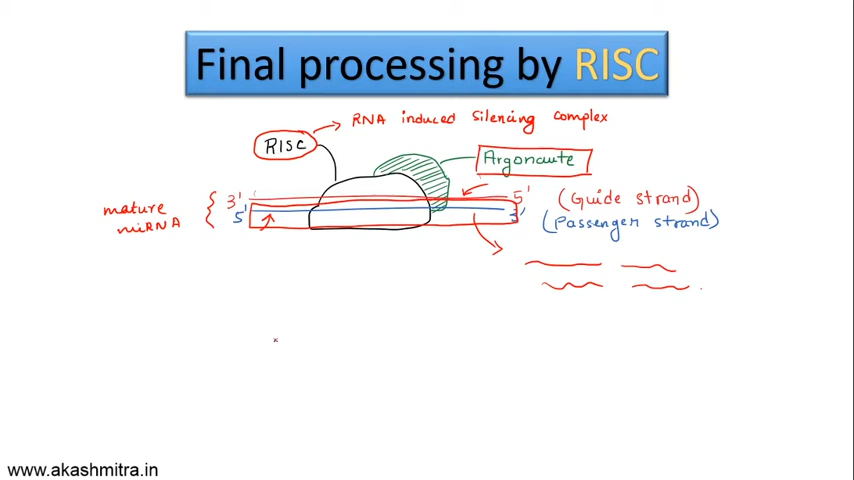 Final processing by RISC
RNA induced Silencing complex
RISC
Argonaute
3' 5' (Guide strand)
mature 5' 3' (Passenger strand)
miRNA
www.akashmitra.in